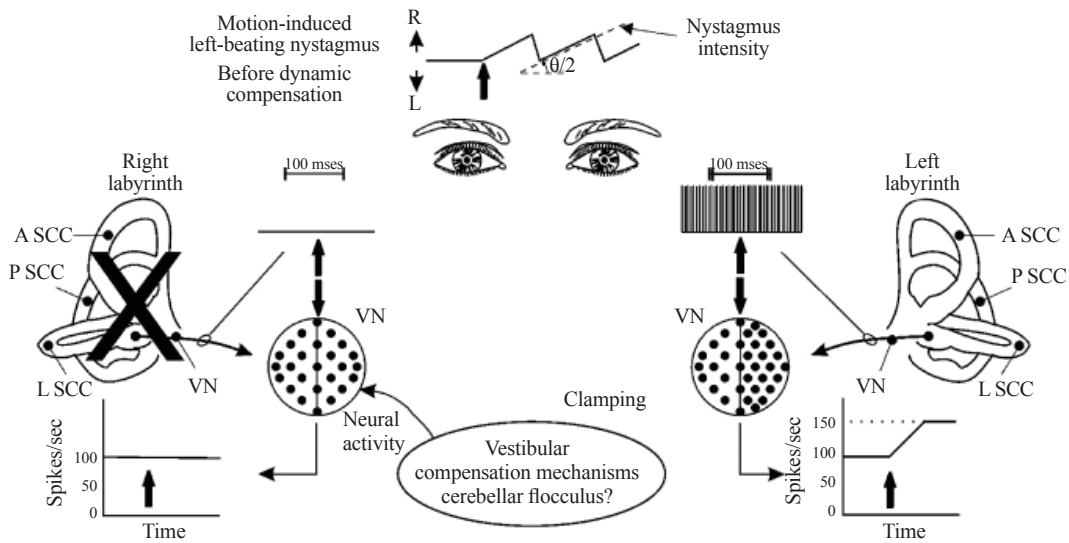 Motion-induced
left-beating nystagmus
Before dynamic
compensation
R
L
θ/2
Nystagmus
intensity
Right
labyrinth
100 mses
100 mses
Left
labyrinth
A SCC
P SCC
L SCC
VN
VN
A SCC
P SCC
L SCC
VN
VN
Neural
activity
Clamping
Vestibular
compensation mechanisms
cerebellar flocculus?
Spikes/sec
100
50
0
Time
Spikes/sec
150
100
50
0
Time